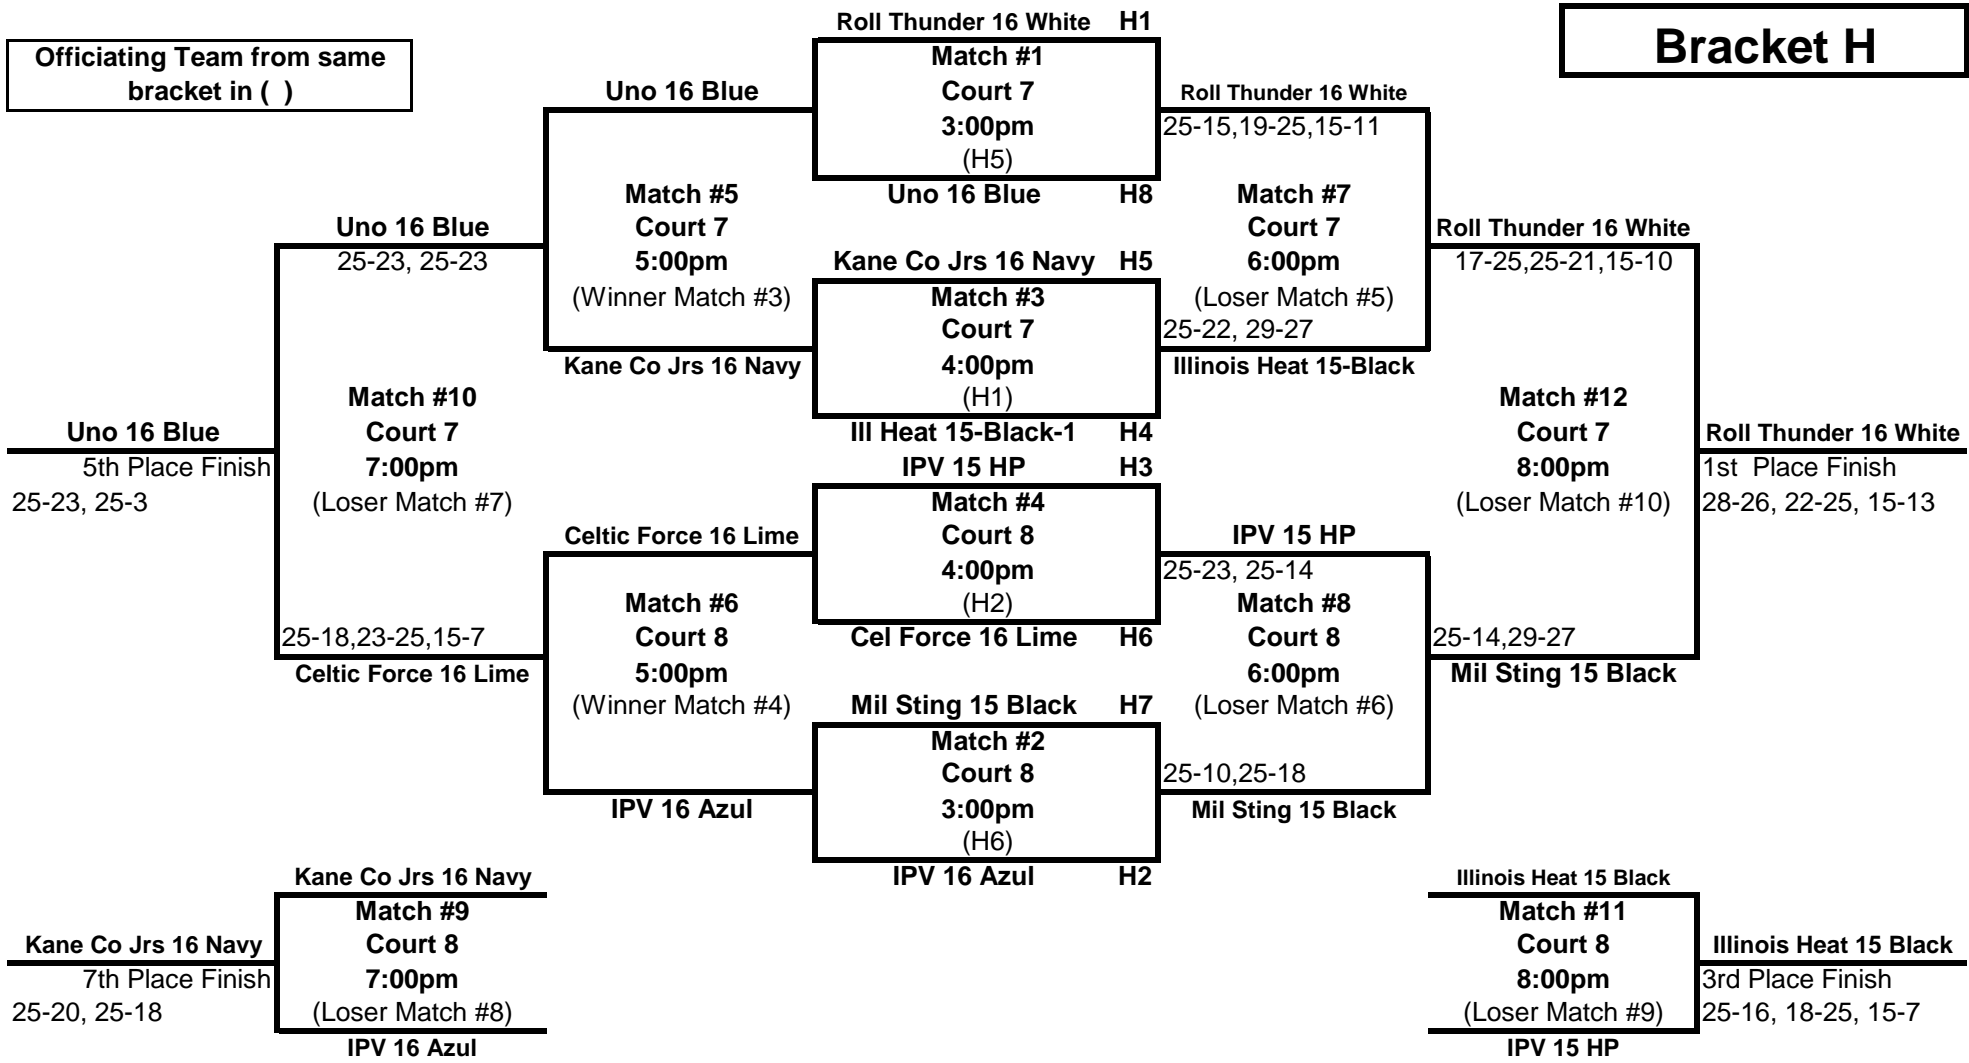 Roll Thunder 16 White H1
Bracket H
Officiating Team from same
bracket in ( )
Match #1
Court 7
3:00pm
(H5)
Uno 16 Blue H8
Uno 16 Blue
Roll Thunder 16 White
25-15,19-25,15-11
Match #5
Court 7
5:00pm
(Winner Match #3)
Match #7
Court 7
6:00pm
(Loser Match #5)
Uno 16 Blue
25-23, 25-23
Roll Thunder 16 White
17-25,25-21,15-10
Kane Co Jrs 16 Navy H5
Match #3
Court 7
4:00pm
(H1)
Ill Heat 15-Black-1 H4
Kane Co Jrs 16 Navy
25-22, 29-27
Illinois Heat 15-Black
Match #10
Court 7
7:00pm
(Loser Match #7)
Match #12
Court 7
8:00pm
(Loser Match #10)
Uno 16 Blue
5th Place Finish
25-23, 25-3
Roll Thunder 16 White
1st Place Finish
28-26, 22-25, 15-13
IPV 15 HP H3
Match #4
Court 8
4:00pm
(H2)
Cel Force 16 Lime H6
Celtic Force 16 Lime
IPV 15 HP
25-23, 25-14
Match #6
Court 8
5:00pm
(Winner Match #4)
Match #8
Court 8
6:00pm
(Loser Match #6)
25-18,23-25,15-7
Celtic Force 16 Lime
25-14,29-27
Mil Sting 15 Black
Mil Sting 15 Black H7
Match #2
Court 8
3:00pm
(H6)
IPV 16 Azul H2
IPV 16 Azul
25-10,25-18
Mil Sting 15 Black
Kane Co Jrs 16 Navy
Match #9
Court 8
7:00pm
(Loser Match #8)
IPV 16 Azul
Kane Co Jrs 16 Navy
7th Place Finish
25-20, 25-18
Illinois Heat 15 Black
Match #11
Court 8
8:00pm
(Loser Match #9)
IPV 15 HP
Illinois Heat 15 Black
3rd Place Finish
25-16, 18-25, 15-7